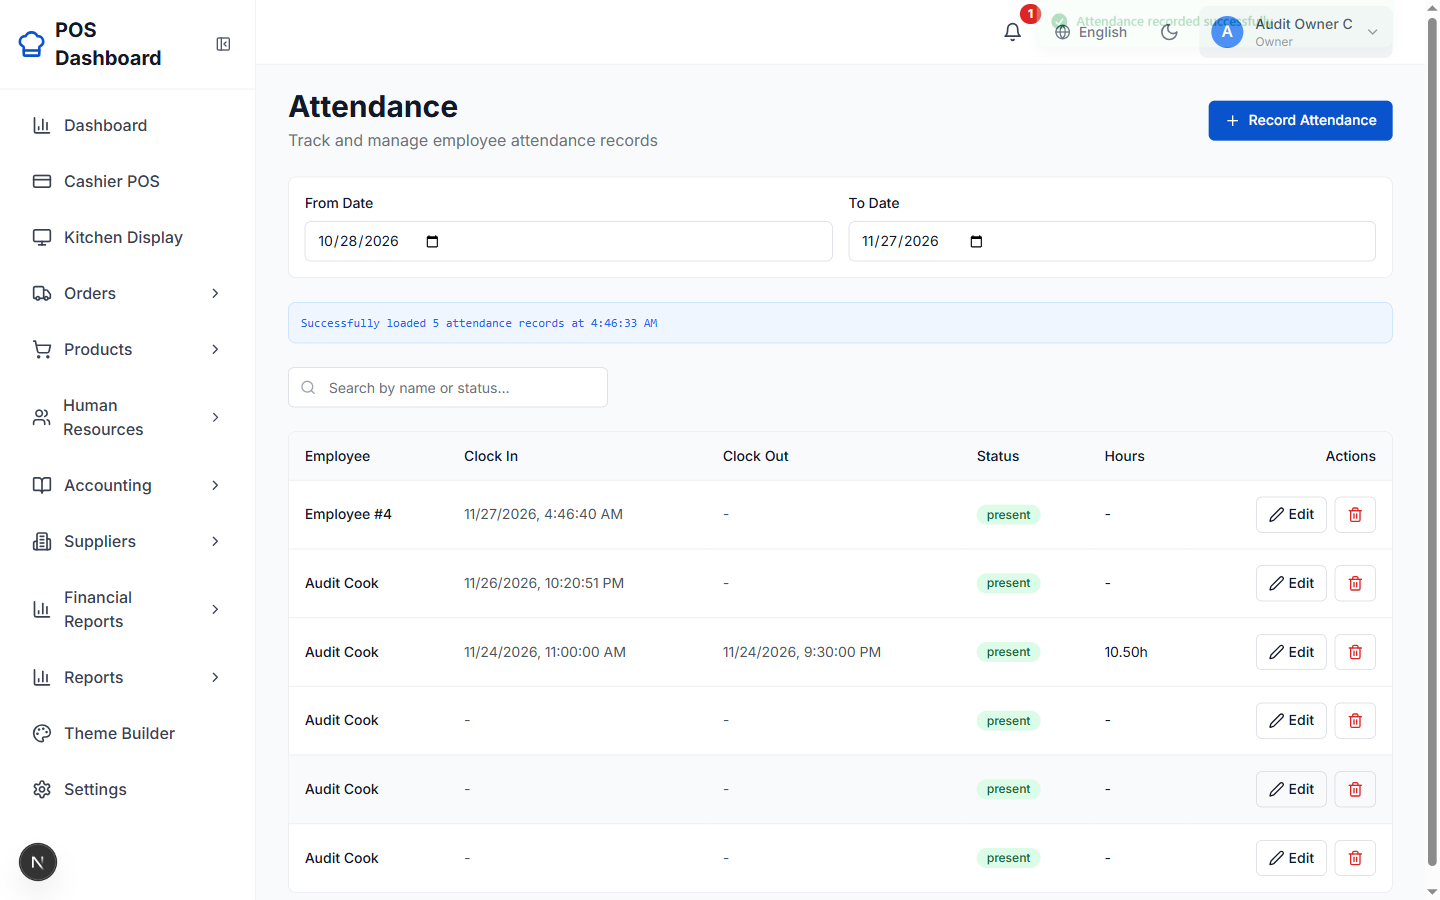 POS
Dashboard
1
Attendance recorded successfully
English
A
Audit Owner C
Owner
Dashboard
Cashier POS
Kitchen Display
Orders
Products
Human
Resources
Accounting
Suppliers
Financial
Reports
Reports
Theme Builder
Settings
N
Attendance
Track and manage employee attendance records
+ Record Attendance
From Date
To Date
10/28/2026
11/27/2026
Successfully loaded 5 attendance records at 4:46:33 AM
Search by name or status...
Employee Clock In Clock Out Status Hours Actions
Employee #4 11/27/2026, 4:46:40 AM - present - Edit
Audit Cook 11/26/2026, 10:20:51 PM - present - Edit
Audit Cook 11/24/2026, 11:00:00 AM 11/24/2026, 9:30:00 PM present 10.50h Edit
Audit Cook - - present - Edit
Audit Cook - - present - Edit
Audit Cook - - present - Edit